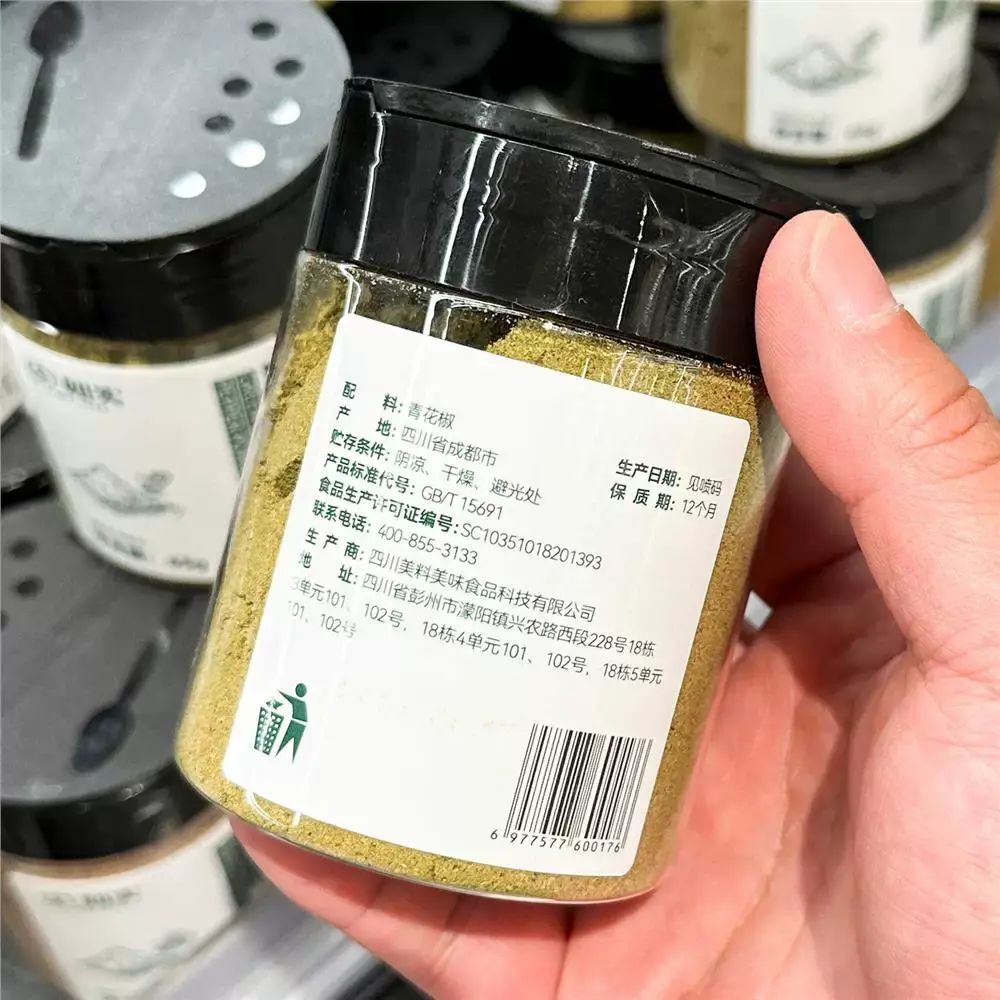 配 料: 青花椒
产 地: 四川省成都市
贮存条件: 阴凉、干燥、避光处
产品标准代号: GB/T 15691
食品生产许可证编号: SC10351018201393
联系电话: 400-855-3133
生 产 商: 四川美料美味食品科技有限公司
地 址: 四川省彭州市濛阳镇兴农路西段228号18栋
3单元101、102号, 18栋4单元101、102号, 18栋5单元
101、102号
生产日期: 见喷码
保 质 期: 12个月
6 977577 600176